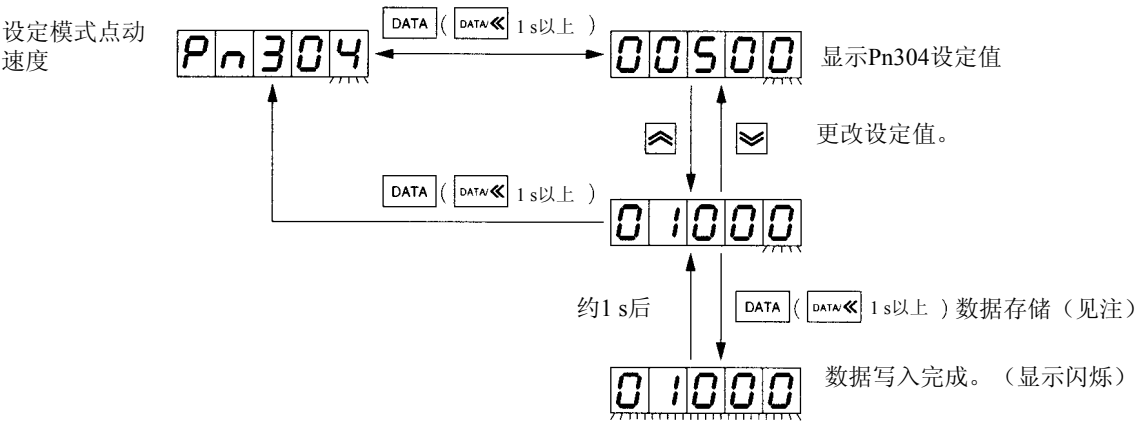 设定模式点动
速度
Pn304
DATA ( DATA/≪ 1 s以上 )
00500
显示Pn304设定值
更改设定值。
DATA ( DATA/≪ 1 s以上 )
01000
约1 s后
DATA ( DATA/≪ 1 s以上 ) 数据存储（见注）
01000
数据写入完成。（显示闪烁）